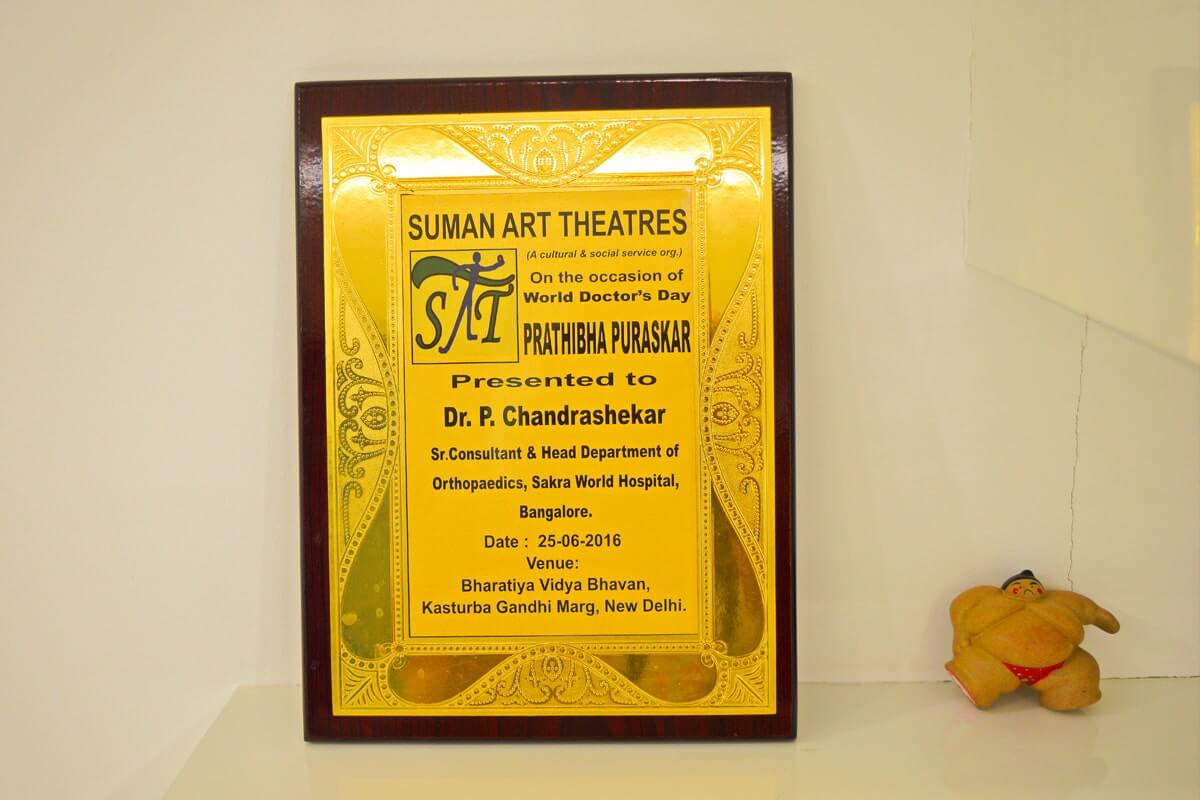 SUMAN ART THEATRES
(A cultural & social service org.)
SAT
On the occasion of
World Doctor's Day
PRATHIBHA PURASKAR
Presented to
Dr. P. Chandrashekar
Sr.Consultant & Head Department of
Orthopaedics, Sakra World Hospital,
Bangalore.
Date : 25-06-2016
Venue:
Bharatiya Vidya Bhavan,
Kasturba Gandhi Marg, New Delhi.